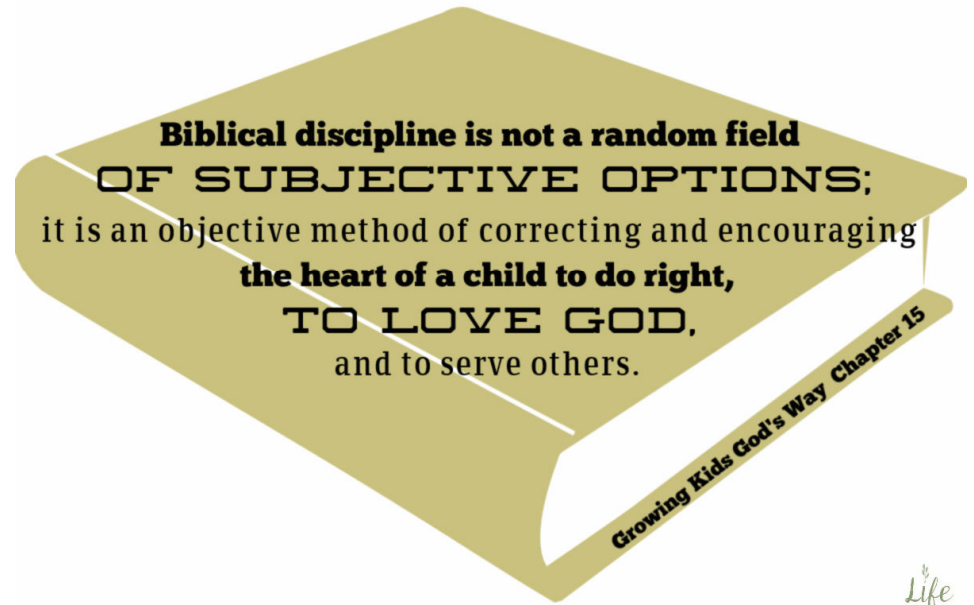 Biblical discipline is not a random field
OF SUBJECTIVE OPTIONS;
it is an objective method of correcting and encouraging
the heart of a child to do right,
TO LOVE GOD,
and to serve others.
Growing Kids God's Way Chapter 15
Life